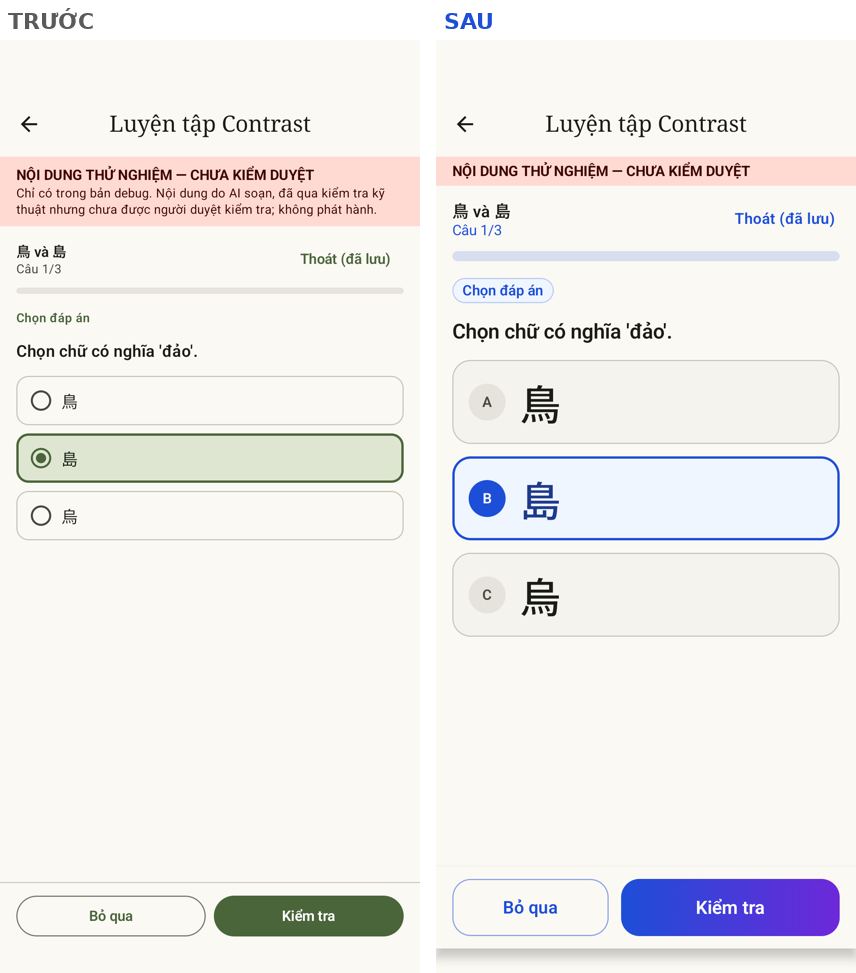 TRƯỚC
Luyện tập Contrast
NỘI DUNG THỬ NGHIỆM — CHƯA KIỂM DUYỆT
Chỉ có trong bản debug. Nội dung do AI soạn, đã qua kiểm tra kỹ
thuật nhưng chưa được người duyệt kiểm tra; không phát hành.
鳥 và 島
Câu 1/3
Thoát (đã lưu)
Chọn đáp án
Chọn chữ có nghĩa 'đảo'.
鳥
島
烏
Bỏ qua
Kiểm tra
SAU
Luyện tập Contrast
NỘI DUNG THỬ NGHIỆM — CHƯA KIỂM DUYỆT
鳥 và 島
Câu 1/3
Thoát (đã lưu)
Chọn đáp án
Chọn chữ có nghĩa 'đảo'.
A 鳥
B 島
C 烏
Bỏ qua
Kiểm tra